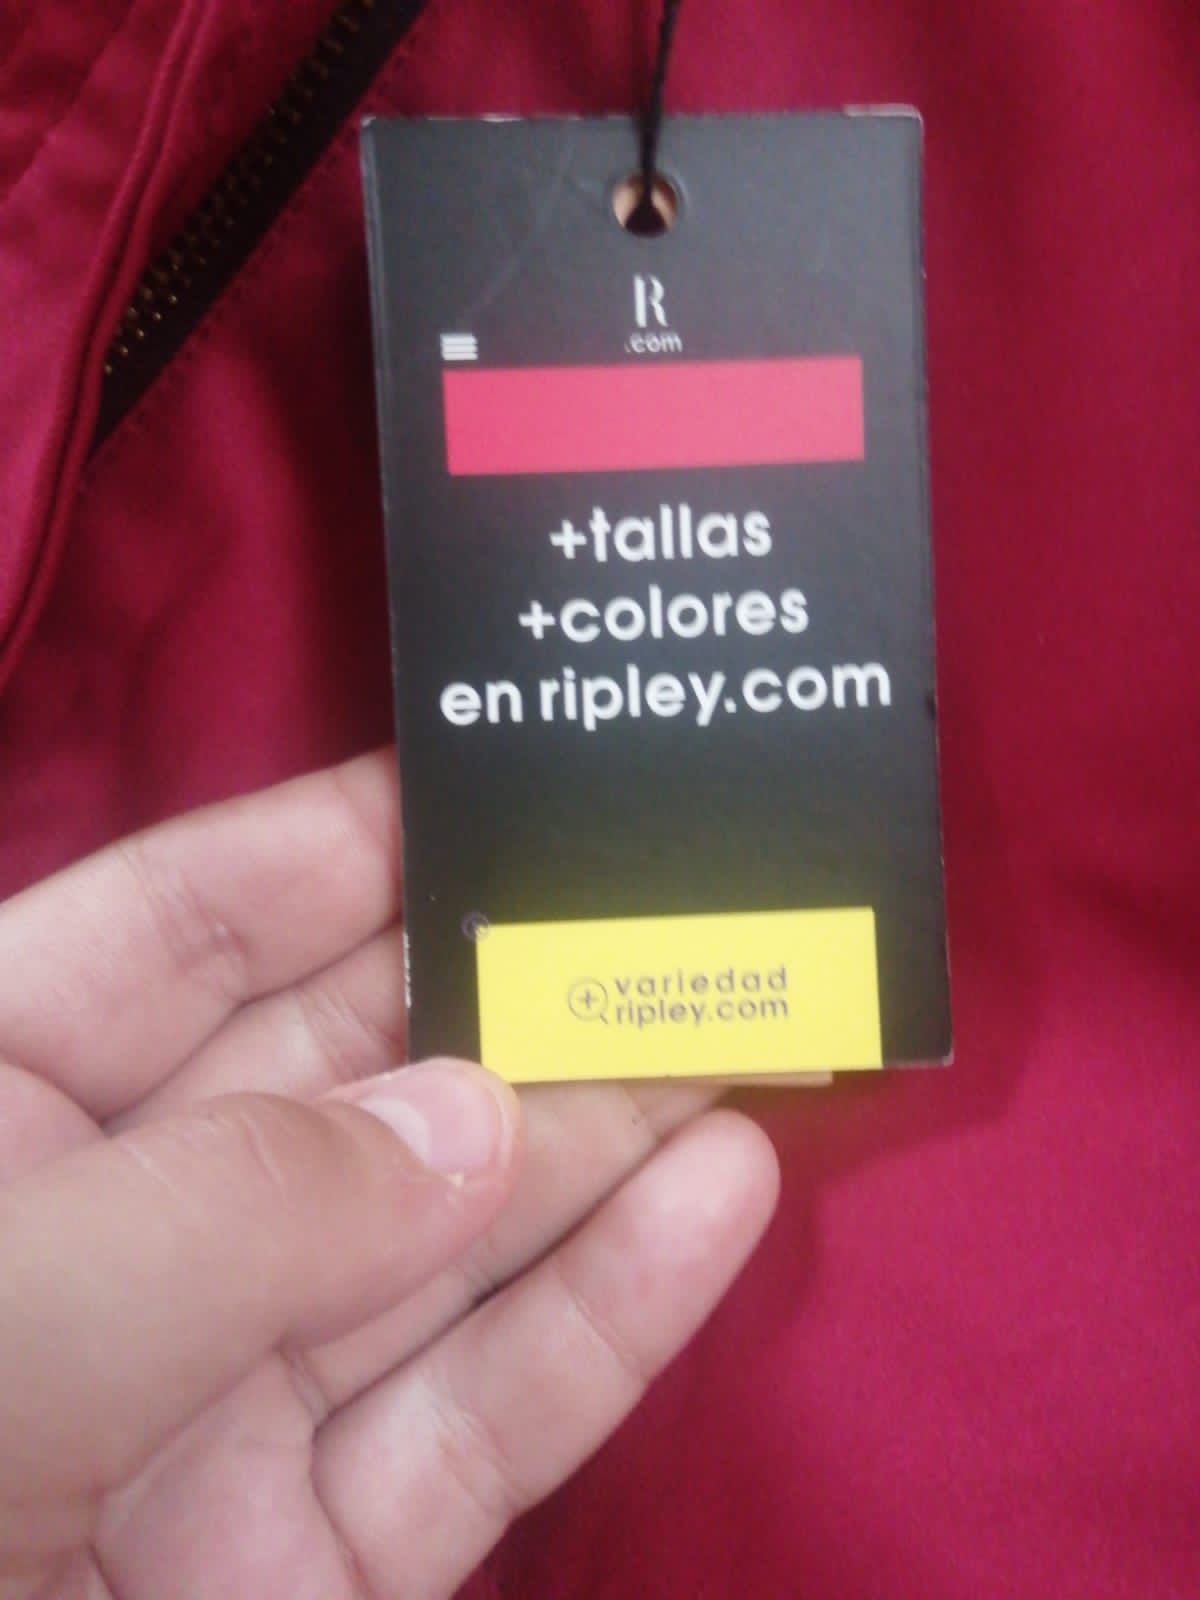 R
.com
+tallas
+colores
en ripley.com
variedad
ripley.com